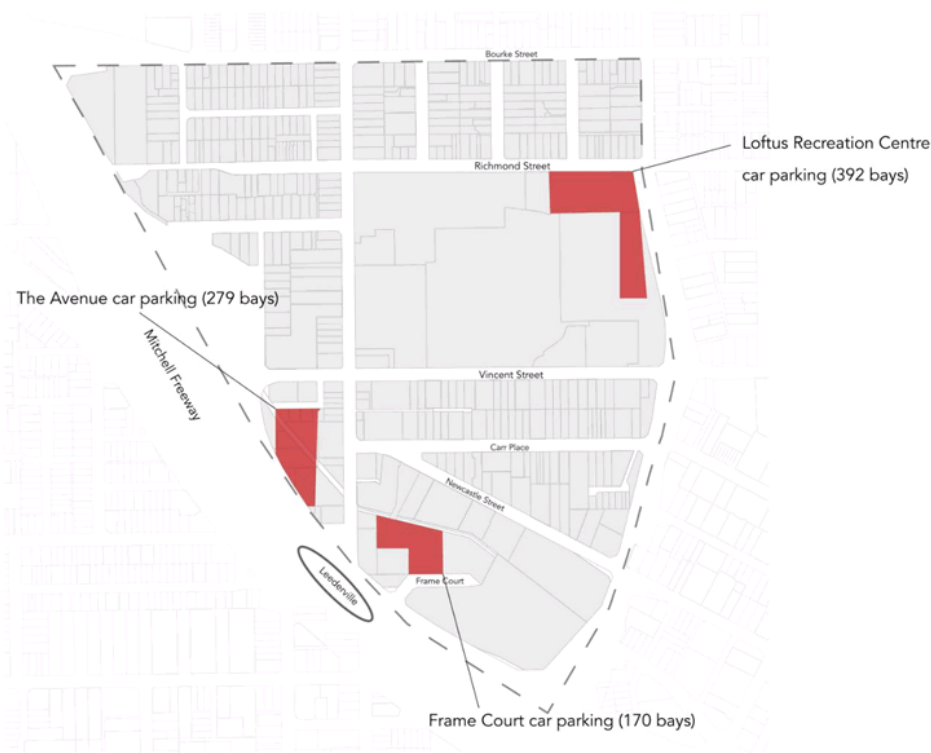 Bourke Street
Richmond Street
Loftus Recreation Centre
car parking (392 bays)
The Avenue car parking (279 bays)
Mitchell Freeway
Vincent Street
Carr Place
Newcastle Street
Leederville
Frame Court
Frame Court car parking (170 bays)